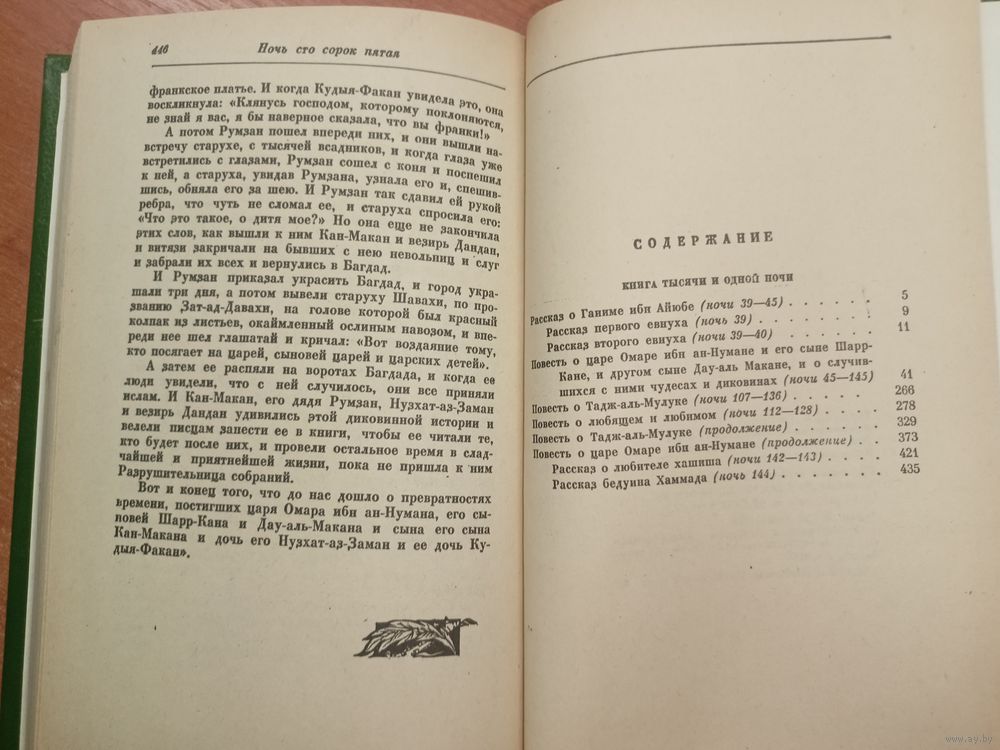 446
Ночь сто сорок пятая
франкское платье. И когда Кудыя-Факан увидела это, она
воскликнула: «Клянусь господом, которому поклоняются,
не знай я вас, я бы наверное сказала, что вы франки!»
А потом Румзан пошел впереди них, и они вышли на-
встречу старухе, с тысячей всадников, и когда глаза уже
встретились с глазами, Румзан сошел с коня и поспешил
к ней, а старуха, увидав Румзана, узнала его и, спешив-
шись, обняла его за шею. И Румзан так сдавил ей рукой
ребра, что чуть не сломал ее, и старуха спросила его:
«Что это такое, о дитя мое?» Но она еще не закончила
этих слов, как вышли к ним Кан-Макан и везирь Дандан,
и витязи закричали на бывших с нею невольниц и слуг
и забрали их всех и вернулись в Багдад.
И Румзан приказал украсить Багдад, и город укра-
шали три дня, а потом вывели старуху Шавахи, по про-
званию Зат-ад-Давахи, на голове которой был красный
колпак из листьев, окаймленный ослиным навозом, и впе-
реди нее шел глашатай и кричал: «Вот воздаяние тому,
кто посягает на царей, сыновей царей и царских детей».
А затем ее распяли на воротах Багдада, и когда ее
люди увидели, что с ней случилось, они все приняли
ислам. И Кан-Макан, его дядя Румзан, Нузхат-аз-Заман
и везирь Дандан удивились этой диковинной истории и
велели писцам занести ее в книги, чтобы ее читали те,
кто будет после них, и провели остальное время в слад-
чайшей и приятнейшей жизни, пока не пришла к ним
Разрушительница собраний.
Вот и конец того, что до нас дошло о превратностях
времени, постигших царя Омара ибн ан-Нумана, его сы-
новей Шарр-Кана и Дау-аль-Макана и сына его сына
Кан-Макана и дочь его Нузхат-аз-Заман и ее дочь Ку-
дыя-Факан».
СОДЕРЖАНИЕ
КНИГА ТЫСЯЧИ И ОДНОЙ НОЧИ
Рассказ о Ганиме ибн Айюбе (ночи 39—45) . . . . . . 5
Рассказ первого евнуха (ночь 39) . . . . . . . 9
Рассказ второго евнуха (ночи 39—40) . . . . . . 11
Повесть о царе Омаре ибн ан-Нумане и его сыне Шарр-
Кане, и другом сыне Дау-аль Макане, и о случив-
шихся с ними чудесах и диковинах (ночи 45—145) 41
Повесть о Тадж-аль-Мулуке (ночи 107—136) . . . . . 266
Повесть о любящем и любимом (ночи 112—128) . . . . 278
Повесть о Тадж-аль-Мулуке (продолжение) . . . . . 329
Повесть о царе Омаре ибн ан-Нумане (продолжение) . . 373
Рассказ о любителе хашиша (ночи 142—143) . . . . 421
Рассказ бедуина Хаммада (ночь 144) . . . . . . . 435
www.ay.by